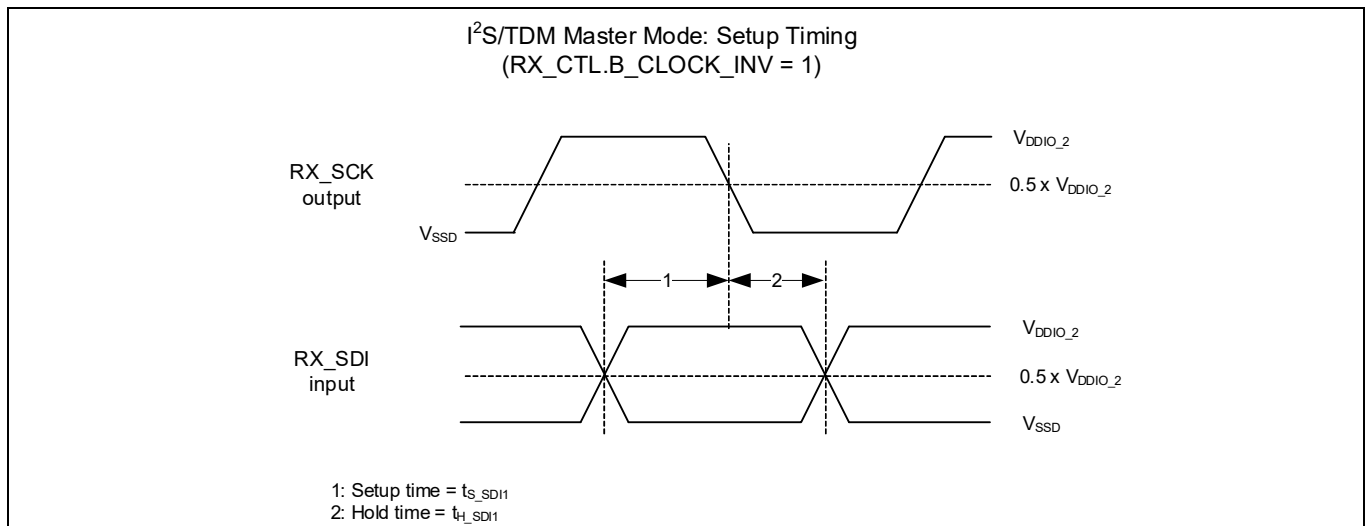 I²S/TDM Master Mode: Setup Timing
(RX_CTL.B_CLOCK_INV = 1)
V_DDIO_2
RX_SCK
output
0.5 x V_DDIO_2
V_SSD
1
2
V_DDIO_2
RX_SDI
input
0.5 x V_DDIO_2
V_SSD
1: Setup time = t_S_SDI1
2: Hold time = t_H_SDI1